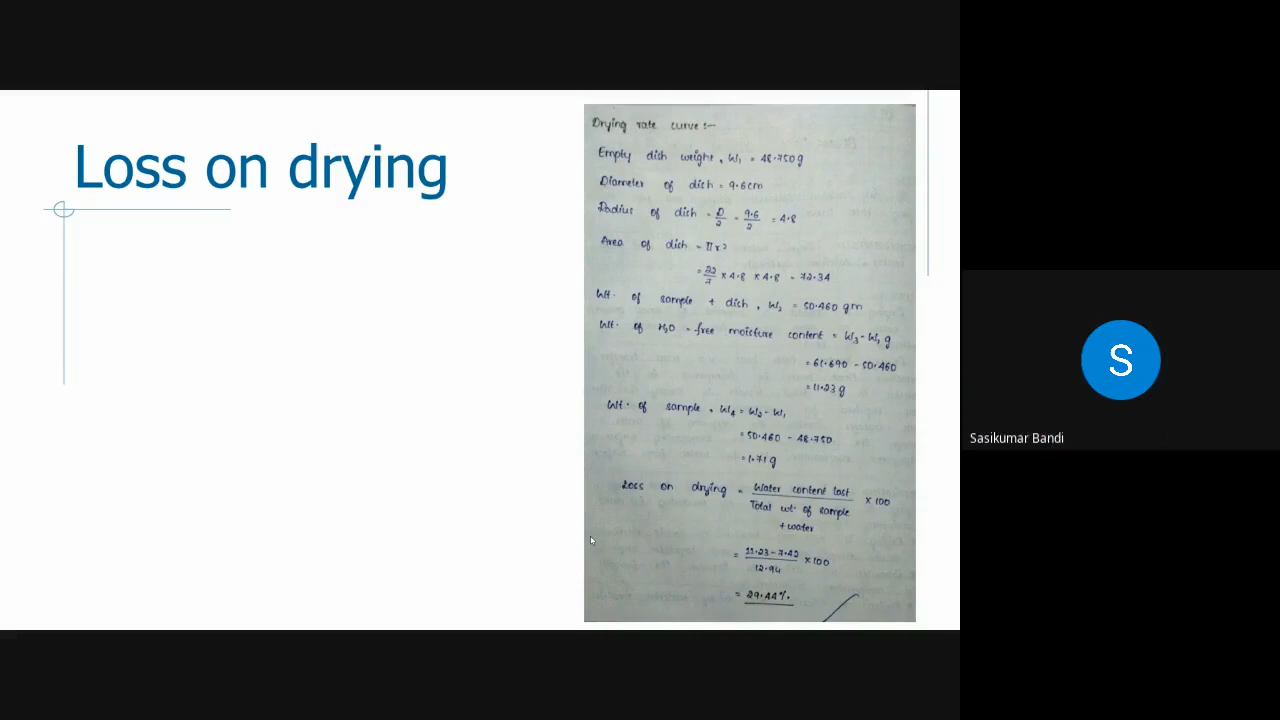 Loss on drying
Drying rate curve :-
Empty dish weight, W₁ = 48.750 g
Diameter of dish = 9.6 cm
Radius of dish = D/2 = 9.6/2 = 4.8
Area of dish = πr²
= 22/7 × 4.8 × 4.8 = 72.34
Wt. of sample + dish, W₂ = 50.460 gm
Wt. of H₂O = free moisture content = W₃ - W₁ g
= 61.690 - 50.460
= 11.23 g
Wt. of sample, W₄ = W₂ - W₁
= 50.460 - 48.750
= 1.71 g
Loss on drying = Water content lost / Total wt. of sample + water × 100
= 11.23 - 7.42 / 12.94 × 100
= 29.44%
S
Sasikumar Bandi